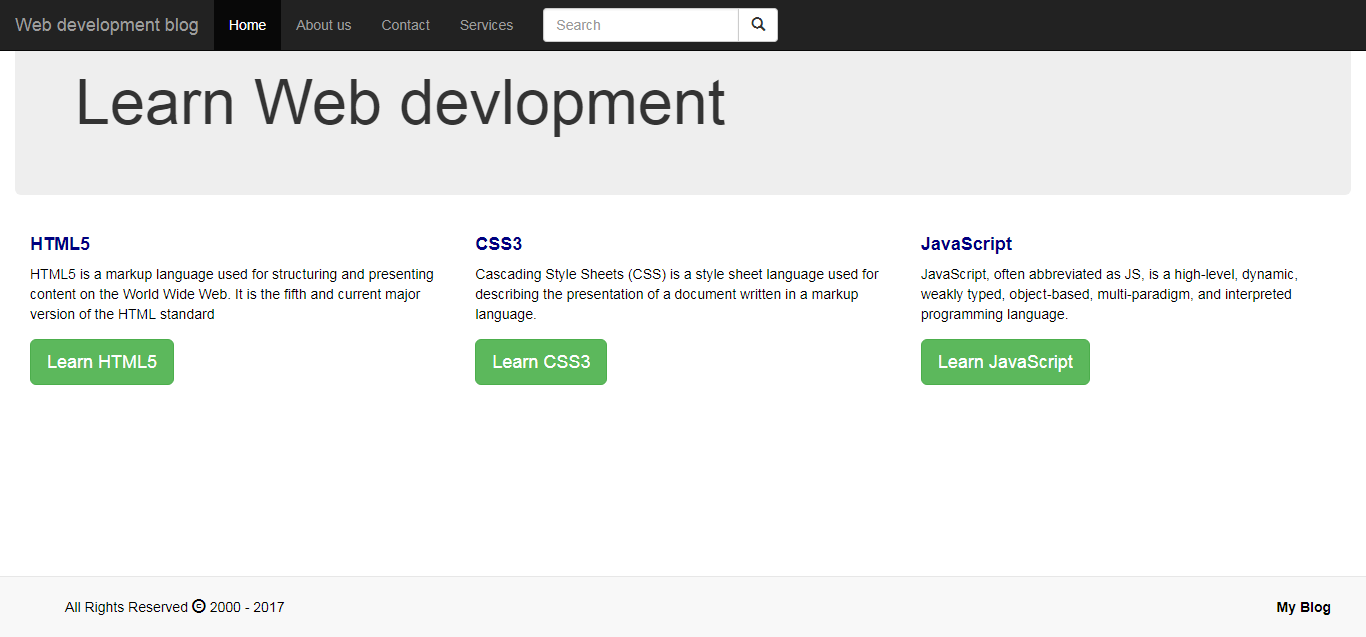 Web development blog Home About us Contact Services Search
Learn Web devlopment
HTML5
HTML5 is a markup language used for structuring and presenting
content on the World Wide Web. It is the fifth and current major
version of the HTML standard
Learn HTML5
CSS3
Cascading Style Sheets (CSS) is a style sheet language used for
describing the presentation of a document written in a markup
language.
Learn CSS3
JavaScript
JavaScript, often abbreviated as JS, is a high-level, dynamic,
weakly typed, object-based, multi-paradigm, and interpreted
programming language.
Learn JavaScript
All Rights Reserved © 2000 - 2017
My Blog